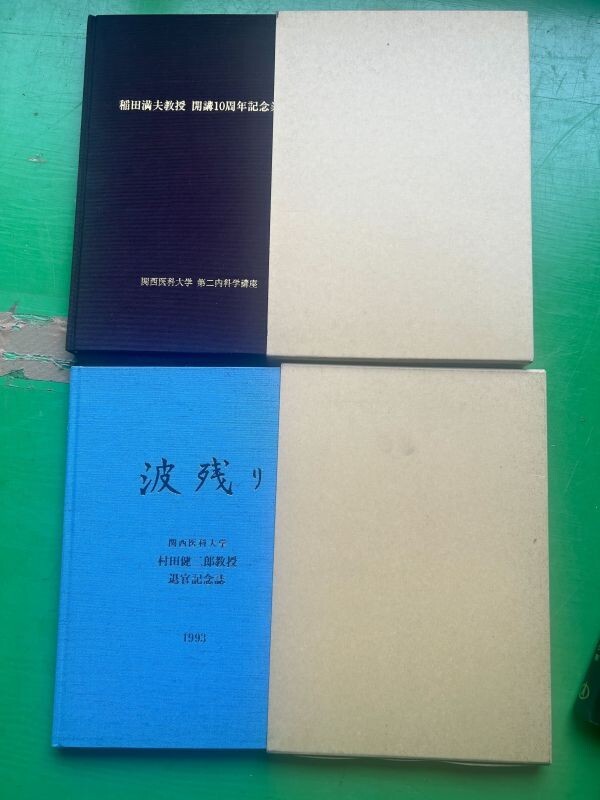 稲田満夫教授 開講10周年記念
関西医科大学 第二内科学講座
波残り
関西医科大学
村田健二郎教授
退官記念誌
1993